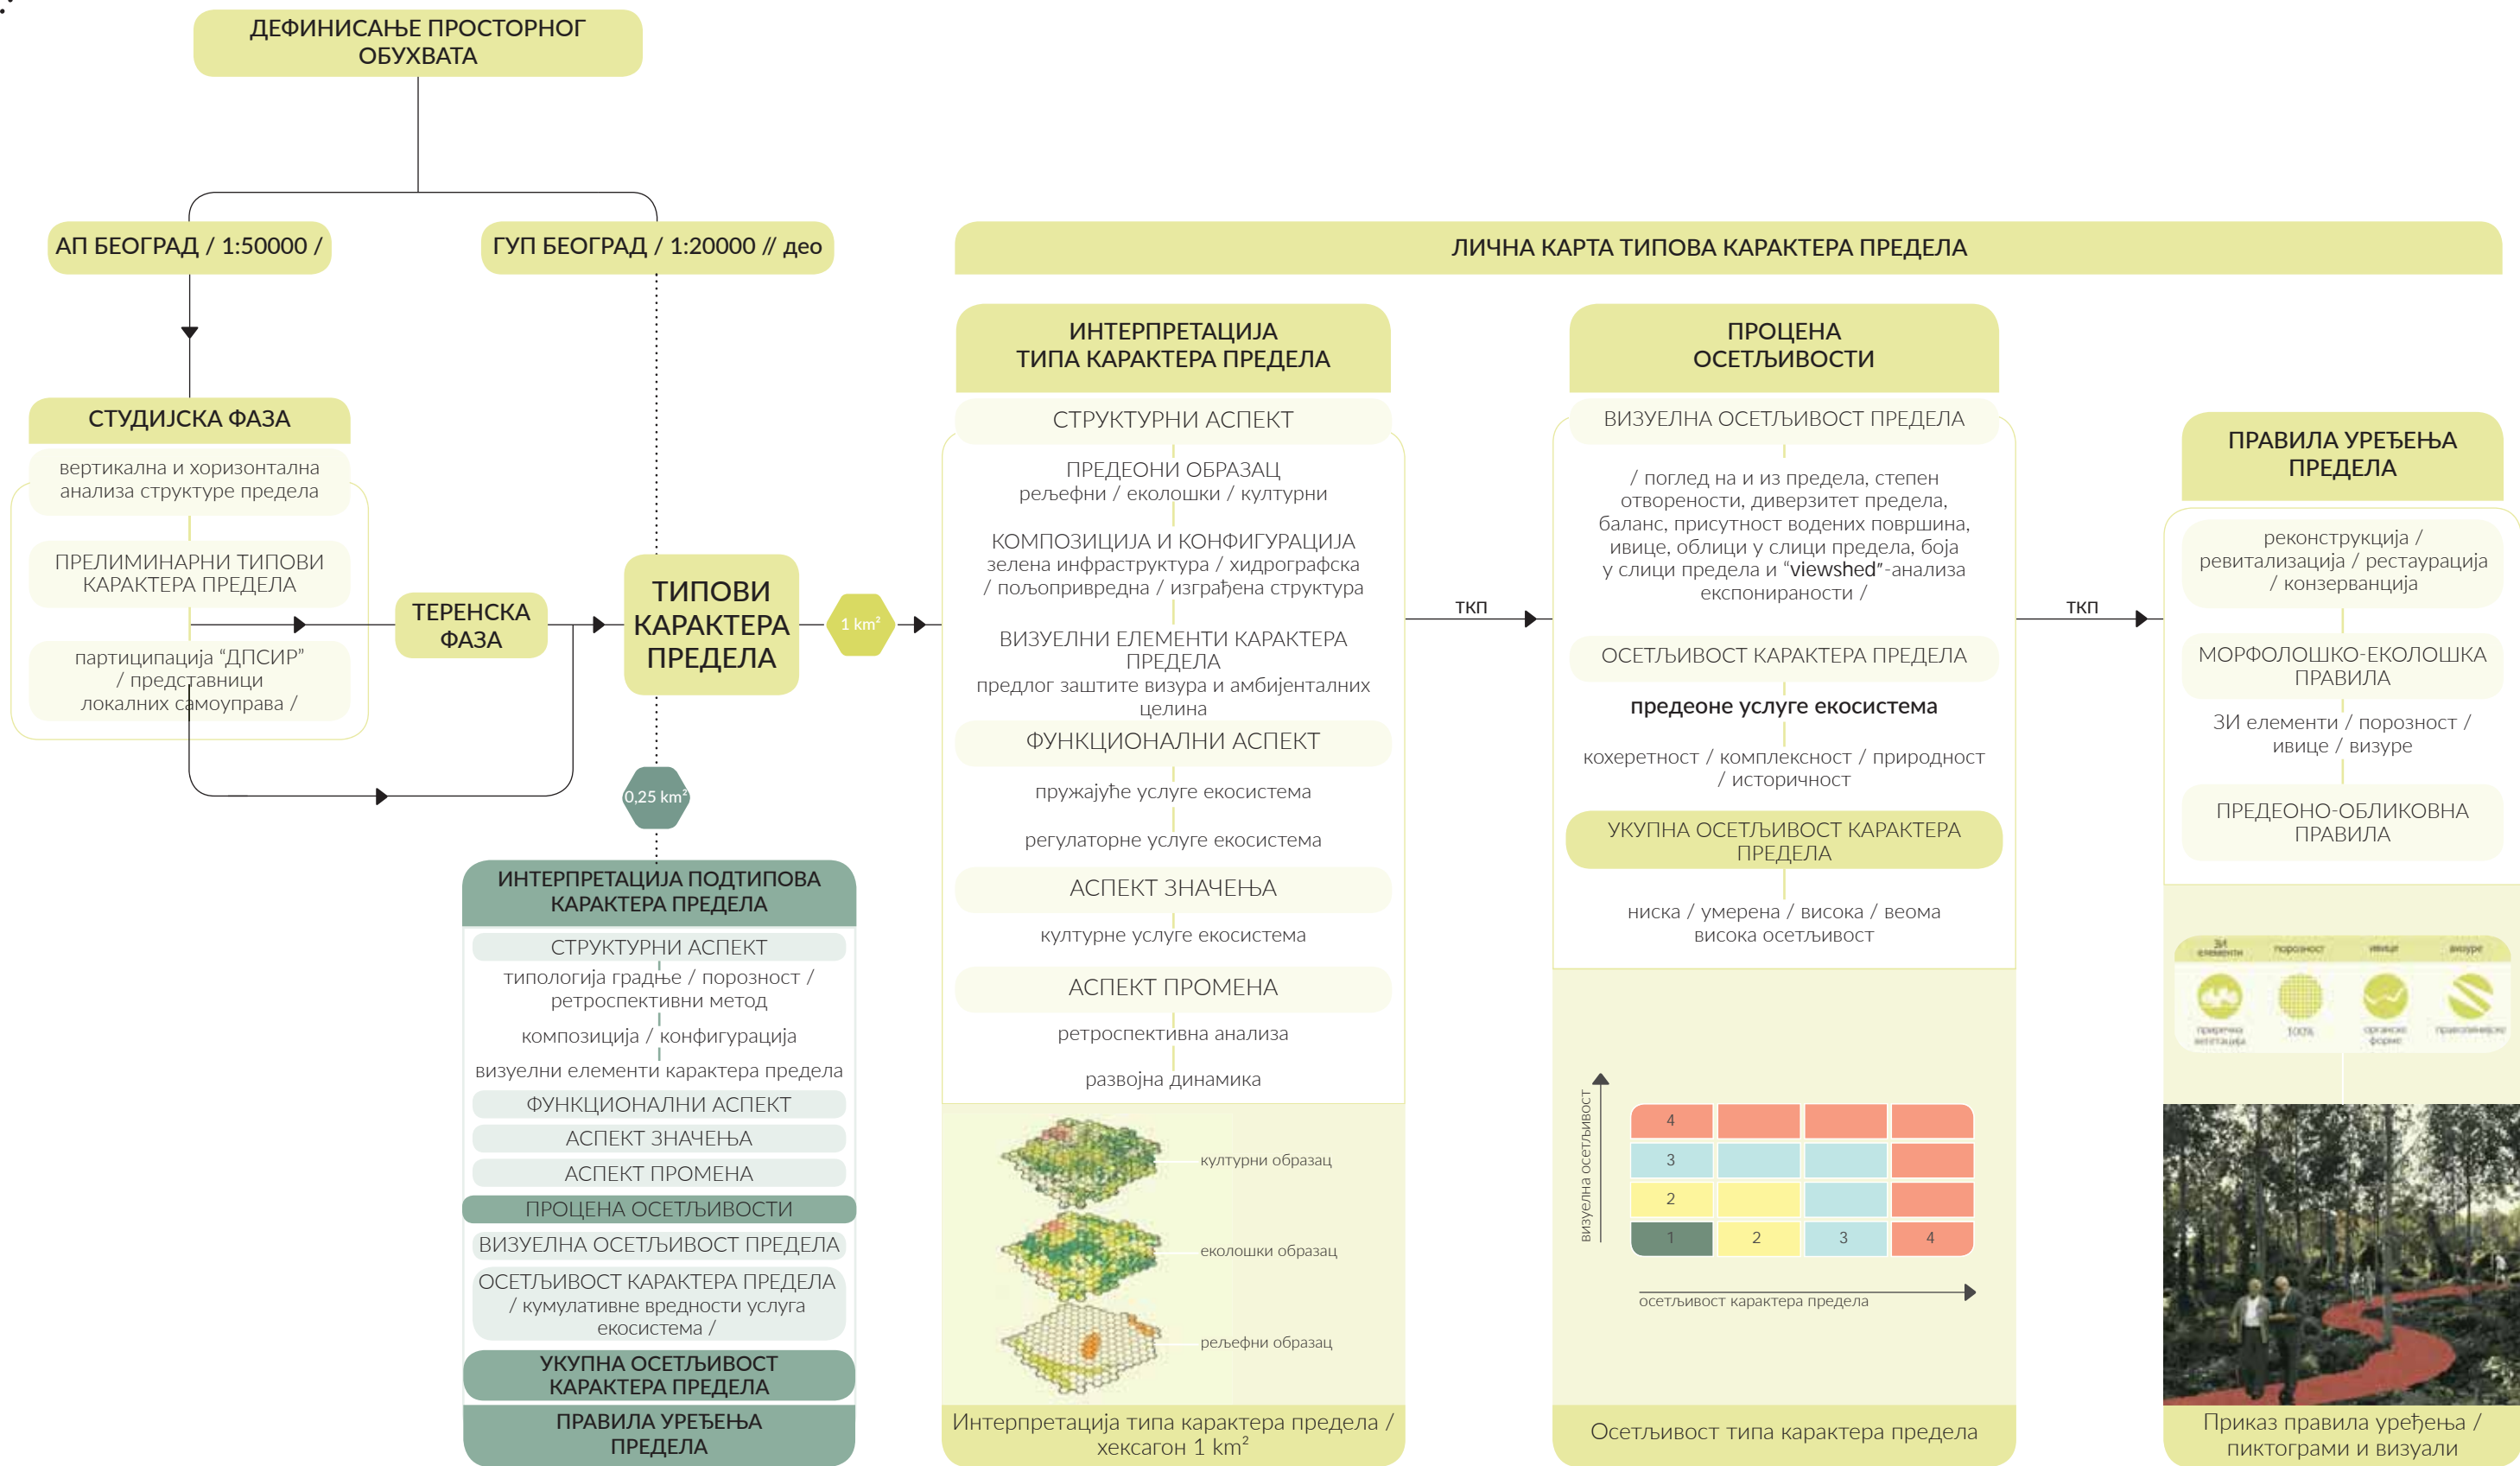 ДЕФИНИСАЊЕ ПРОСТОРНОГ
ОБУХВАТА
АП БЕОГРАД / 1:50000 /
ГУП БЕОГРАД / 1:20000 // део
СТУДИЈСКА ФАЗА
вертикална и хоризонтална
анализа структуре предела
ПРЕЛИМИНАРНИ ТИПОВИ
КАРАКТЕРА ПРЕДЕЛА
партиципација “ДПСИР”
/ представници
локалних самоуправа /
ТЕРЕНСКА
ФАЗА
ТИПОВИ
КАРАКТЕРА
ПРЕДЕЛА
1 km²
0,25 km²
ИНТЕРПРЕТАЦИЈА ПОДТИПОВА
КАРАКТЕРА ПРЕДЕЛА
СТРУКТУРНИ АСПЕКТ
типологија градње / порозност /
ретроспективни метод
композиција / конфигурација
визуелни елементи карактера предела
ФУНКЦИОНАЛНИ АСПЕКТ
АСПЕКТ ЗНАЧЕЊА
АСПЕКТ ПРОМЕНА
ПРОЦЕНА ОСЕТЉИВОСТИ
ВИЗУЕЛНА ОСЕТЉИВОСТ ПРЕДЕЛА
ОСЕТЉИВОСТ КАРАКТЕРА ПРЕДЕЛА
/ кумулативне вредности услуга
екосистема /
УКУПНА ОСЕТЉИВОСТ
КАРАКТЕРА ПРЕДЕЛА
ПРАВИЛА УРЕЂЕЊА
ПРЕДЕЛА
ЛИЧНА КАРТА ТИПОВА КАРАКТЕРА ПРЕДЕЛА
ИНТЕРПРЕТАЦИЈА
ТИПА КАРАКТЕРА ПРЕДЕЛА
СТРУКТУРНИ АСПЕКТ
ПРЕДЕОНИ ОБРАЗАЦ
рељефни / еколошки / културни
КОМПОЗИЦИЈА И КОНФИГУРАЦИЈА
зелена инфраструктура / хидрографска
/ пољопривредна / изграђена структура
ВИЗУЕЛНИ ЕЛЕМЕНТИ КАРАКТЕРА
ПРЕДЕЛА
предлог заштите визура и амбијенталних
целина
ФУНКЦИОНАЛНИ АСПЕКТ
пружајуће услуге екосистема
регулаторне услуге екосистема
АСПЕКТ ЗНАЧЕЊА
културне услуге екосистема
АСПЕКТ ПРОМЕНА
ретроспективна анализа
развојна динамика
културни образац
еколошки образац
рељефни образац
Интерпретација типа карактера предела /
хексагон 1 km²
ТКП
ПРОЦЕНА
ОСЕТЉИВОСТИ
ВИЗУЕЛНА ОСЕТЉИВОСТ ПРЕДЕЛА
/ поглед на и из предела, степен
отворености, диверзитет предела,
баланс, присутност водених површина,
ивице, облици у слици предела, боја
у слици предела и “viewshed”-анализа
експонираности /
ОСЕТЉИВОСТ КАРАКТЕРА ПРЕДЕЛА
предеоне услуге екосистема
кохеретност / комплексност / природност
/ историчност
УКУПНА ОСЕТЉИВОСТ КАРАКТЕРА
ПРЕДЕЛА
ниска / умерена / висока / веома
висока осетљивост
визуелна осетљивост
4
3
2
1 2 3 4
осетљивост карактера предела
Осетљивост типа карактера предела
ТКП
ПРАВИЛА УРЕЂЕЊА
ПРЕДЕЛА
реконструкција /
ревитализација / рестаурација
/ конзерванција
МОРФОЛОШКО-ЕКОЛОШКА
ПРАВИЛА
ЗИ елементи / порозност /
ивице / визуре
ПРЕДЕОНО-ОБЛИКОВНА
ПРАВИЛА
ЗИ
елементи
порозност
ивице
визуре
приречна
вегетација
100%
органске
форме
праволинијске
Приказ правила уређења /
пиктограми и визуали